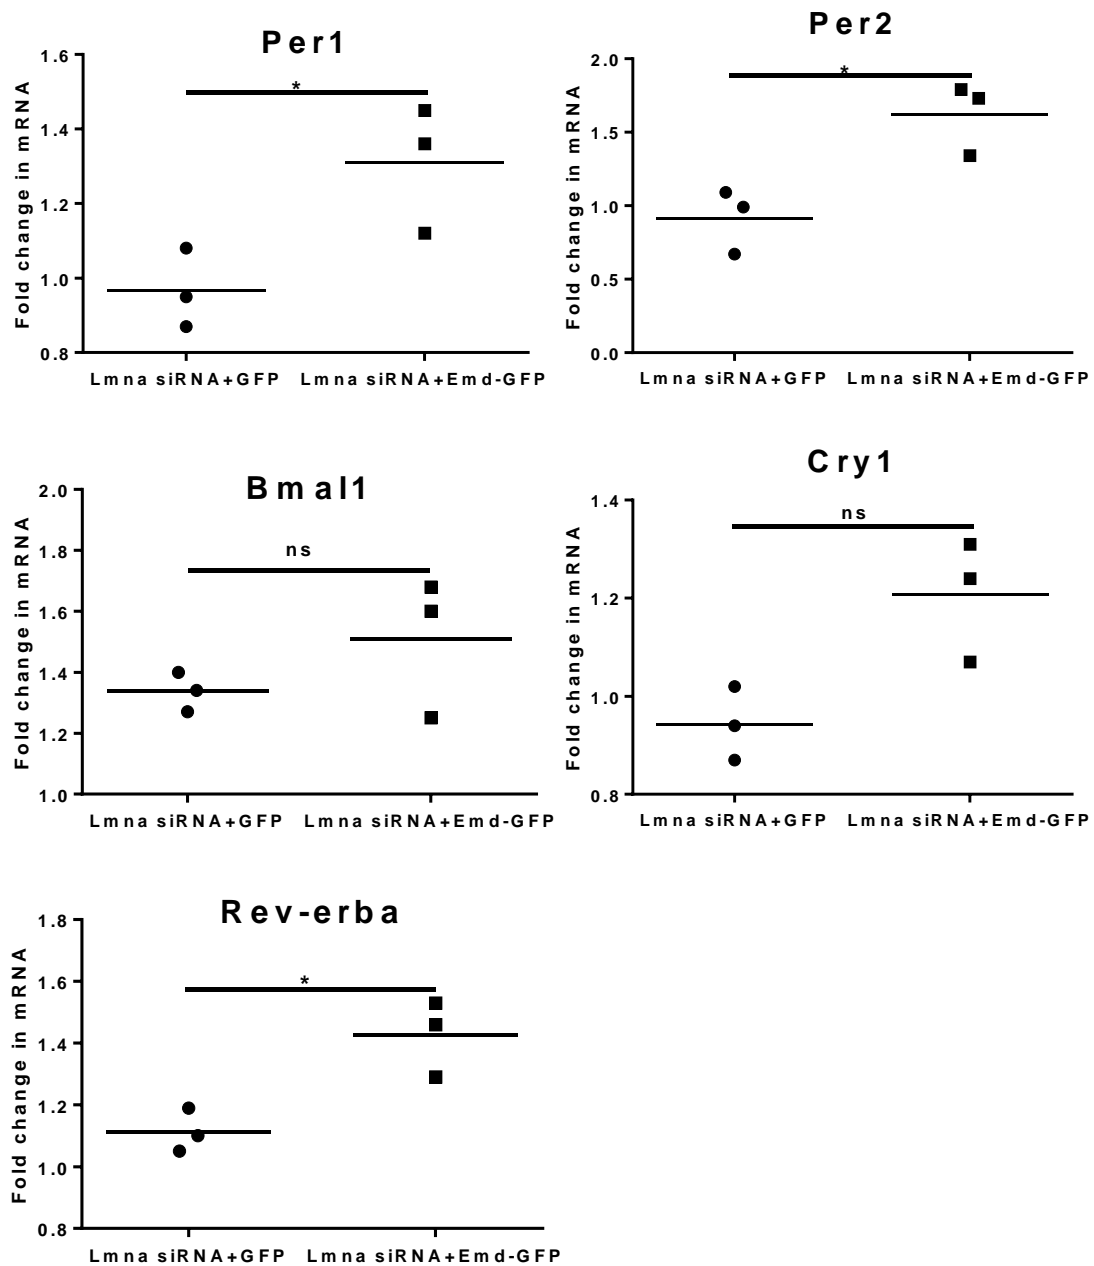 Per1
*
Fold change in mRNA
1.6
1.4
1.2
1.0
0.8
Lmna siRNA+GFP Lmna siRNA+Emd-GFP
Per2
*
Fold change in mRNA
2.0
1.5
1.0
0.5
0.0
Lmna siRNA+GFP Lmna siRNA+Emd-GFP
Bmal1
ns
Fold change in mRNA
2.0
1.8
1.6
1.4
1.2
1.0
Lmna siRNA+GFP Lmna siRNA+Emd-GFP
Cry1
ns
Fold change in mRNA
1.4
1.2
1.0
0.8
Lmna siRNA+GFP Lmna siRNA+Emd-GFP
Rev-erba
*
Fold change in mRNA
1.8
1.6
1.4
1.2
1.0
0.8
Lmna siRNA+GFP Lmna siRNA+Emd-GFP